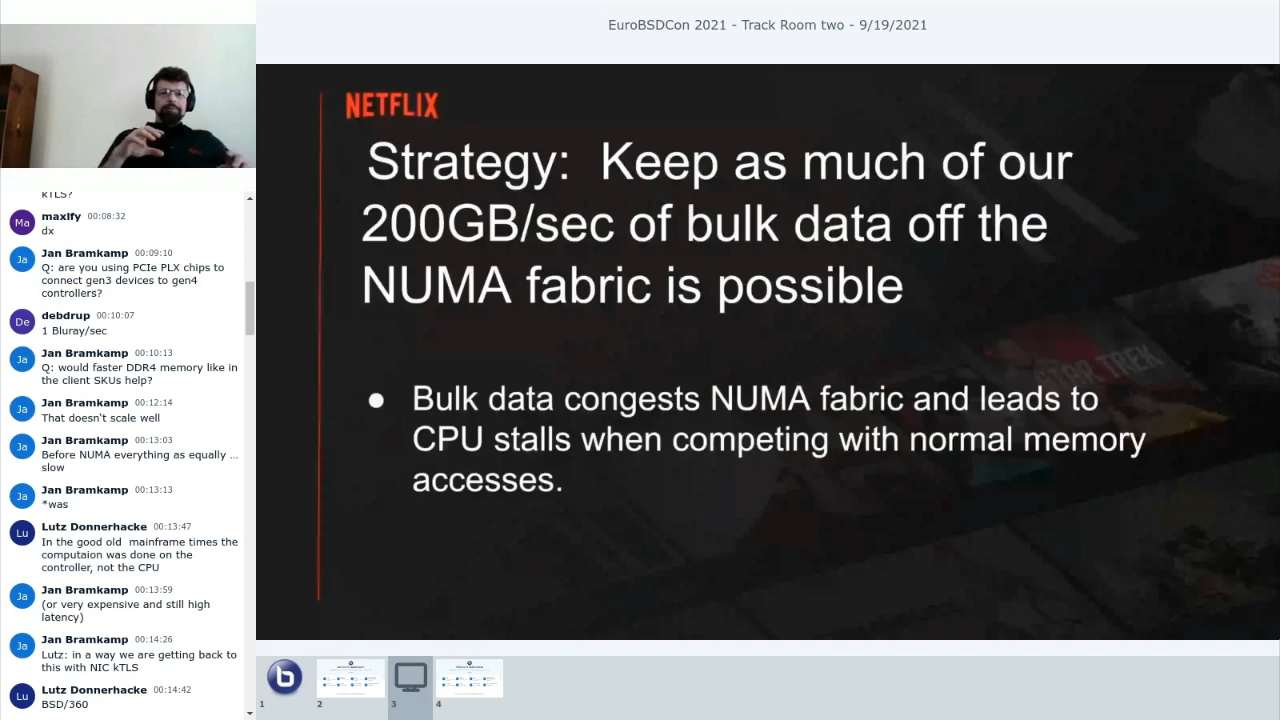 EuroBSDCon 2021 - Track Room two - 9/19/2021
NETFLIX
Strategy: Keep as much of our
200GB/sec of bulk data off the
NUMA fabric is possible
● Bulk data congests NUMA fabric and leads to
CPU stalls when competing with normal memory
accesses.
STAR TREK
kTLS?
Ma
maxlfy 00:08:32
dx
Ja
Jan Bramkamp 00:09:10
Q: are you using PCIe PLX chips to
connect gen3 devices to gen4
controllers?
De
debdrup 00:10:07
1 Bluray/sec
Ja
Jan Bramkamp 00:10:13
Q: would faster DDR4 memory like in
the client SKUs help?
Ja
Jan Bramkamp 00:12:14
That doesn't scale well
Ja
Jan Bramkamp 00:13:03
Before NUMA everything as equally …
slow
Ja
Jan Bramkamp 00:13:13
*was
Lu
Lutz Donnerhacke 00:13:47
In the good old mainframe times the
computaion was done on the
controller, not the CPU
Ja
Jan Bramkamp 00:13:59
(or very expensive and still high
latency)
Ja
Jan Bramkamp 00:14:26
Lutz: in a way we are getting back to
this with NIC kTLS
Lu
Lutz Donnerhacke 00:14:42
BSD/360
b
1
2
3
4